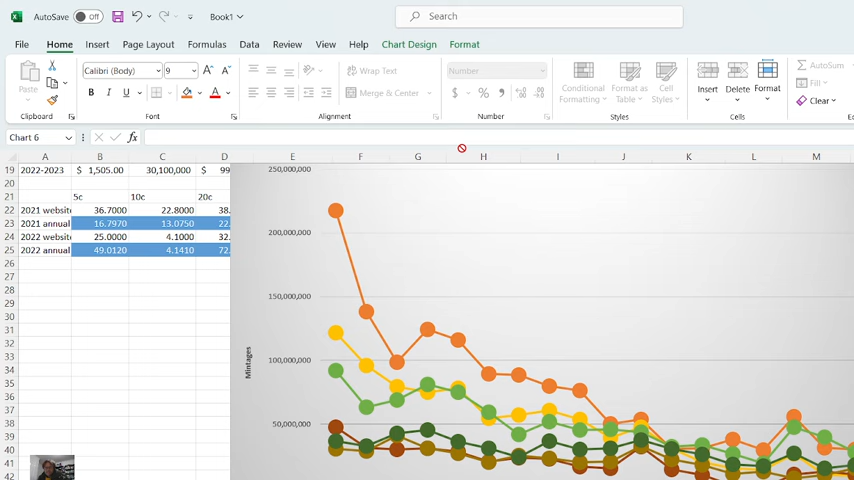 AutoSave Off Book1 Search
File Home Insert Page Layout Formulas Data Review View Help Chart Design Format
Paste Calibri (Body) 9 A A Wrap Text Number Conditional Formatting Format as Table Cell Styles Insert Delete Format AutoSum Fill Clear
B I U A Merge & Center $ % 9
Clipboard Font Alignment Number Styles Cells
Chart 6 fx
A B C D E F G H I J K L M
19 2022-2023 $ 1,505.00 30,100,000 $ 99
20
21 5c 10c 20c
22 2021 website 36.7000 22.8000 38.
23 2021 annual 16.7970 13.0750 22.
24 2022 website 25.0000 4.1000 32.
25 2022 annual 49.0120 4.1410 72.
26
27
28
29
30
31
32
33
34
35
36
37
38
39
40
41
42
250,000,000
200,000,000
150,000,000
100,000,000
50,000,000
Mintages